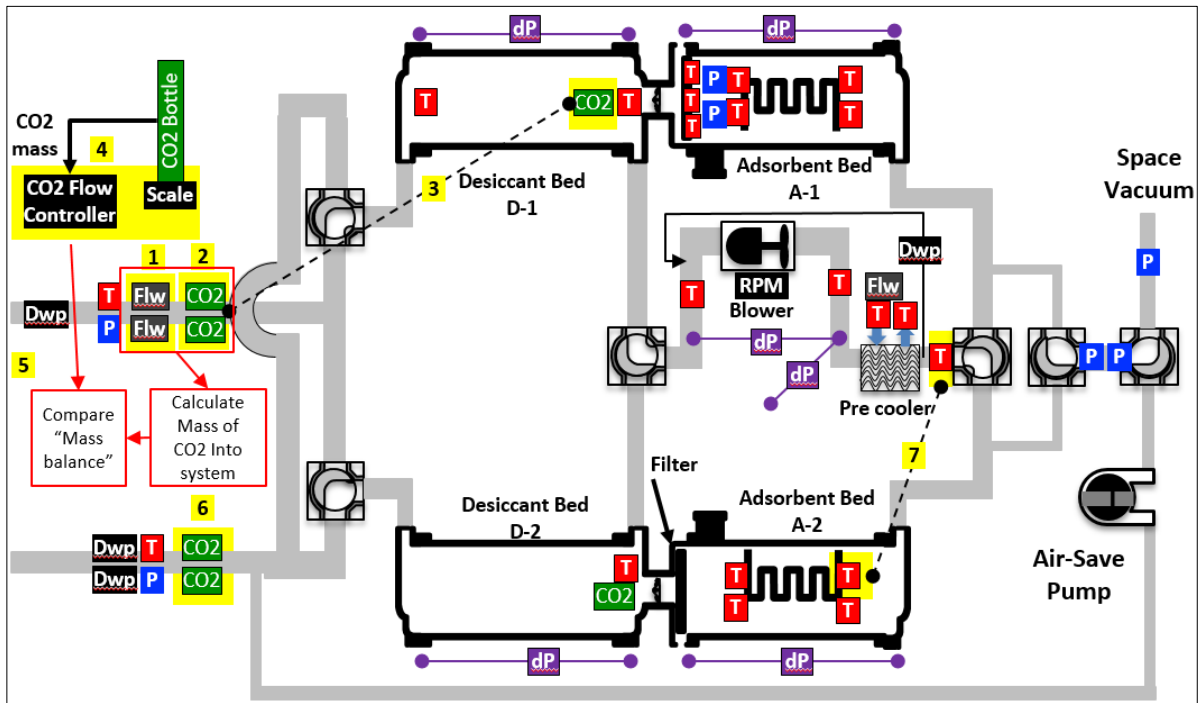 dP
dP
T
CO2
T
T
T
T
P
P
T
T
T
T
CO2 Bottle
CO2
mass
4
CO2 Flow
Controller
Scale
Desiccant Bed
D-1
Adsorbent Bed
A-1
3
Space
Vacuum
P
1
2
Dwp
T
P
Flw
Flw
CO2
CO2
T
RPM
Blower
T
Flw
T
T
Dwp
T
dP
dP
Pre cooler
P
P
5
Compare
“Mass
balance”
Calculate
Mass of
CO2 Into
system
7
Filter
Desiccant Bed
D-2
Adsorbent Bed
A-2
6
Dwp
T
CO2
Dwp
P
CO2
T
CO2
T
T
T
T
Air-Save
Pump
dP
dP